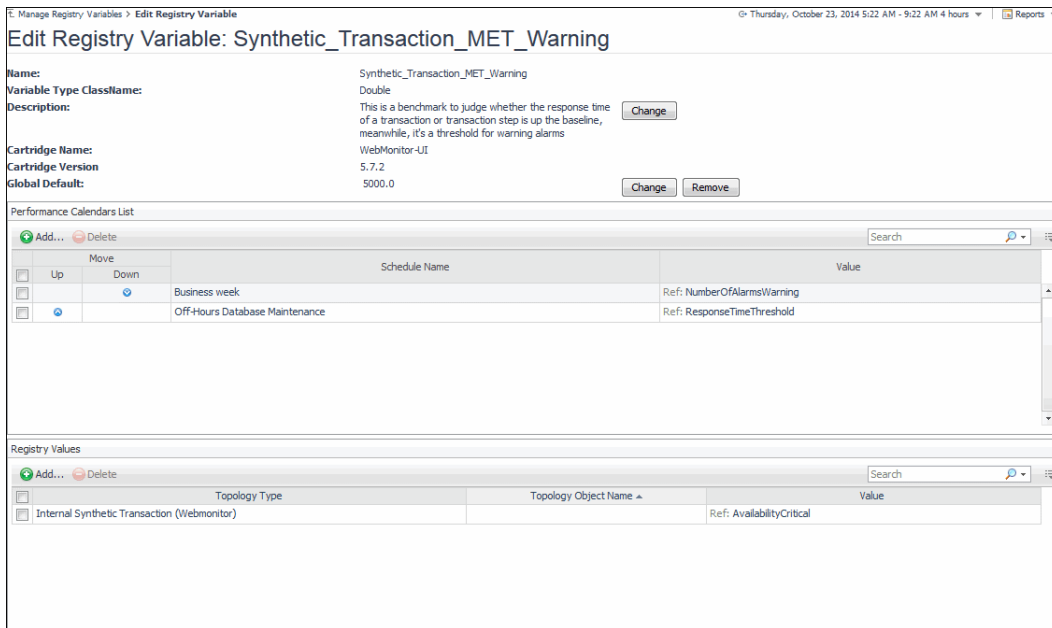 Manage Registry Variables > Edit Registry Variable
Thursday, October 23, 2014 5:22 AM - 9:22 AM 4 hours
Reports
Edit Registry Variable: Synthetic_Transaction_MET_Warning
Name: Synthetic_Transaction_MET_Warning
Variable Type ClassName: Double
Description: This is a benchmark to judge whether the response time
of a transaction or transaction step is up the baseline,
meanwhile, it's a threshold for warning alarms
Change
Cartridge Name: WebMonitor-UI
Cartridge Version 5.7.2
Global Default: 5000.0 Change Remove
Performance Calendars List
Add... Delete Search
Move Schedule Name Value
Up Down
Business week Ref: NumberOfAlarmsWarning
Off-Hours Database Maintenance Ref: ResponseTimeThreshold
Registry Values
Add... Delete Search
Topology Type Topology Object Name Value
Internal Synthetic Transaction (Webmonitor) Ref: AvailabilityCritical